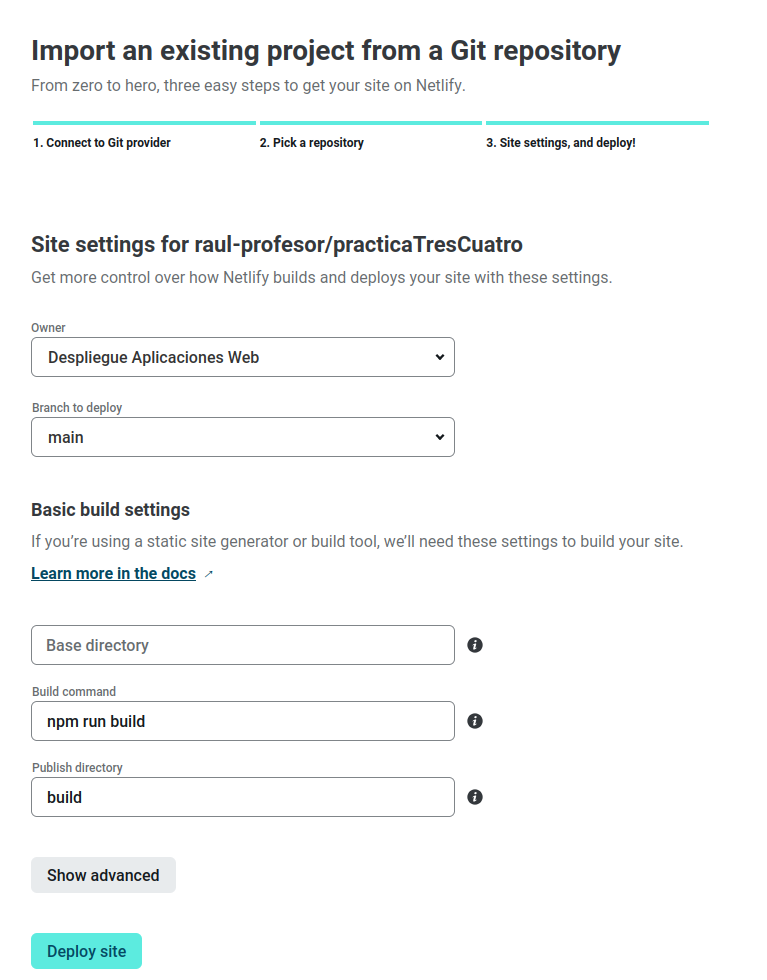 Import an existing project from a Git repository
From zero to hero, three easy steps to get your site on Netlify.
1. Connect to Git provider
2. Pick a repository
3. Site settings, and deploy!
Site settings for raul-profesor/practicaTresCuatro
Get more control over how Netlify builds and deploys your site with these settings.
Owner
Despliegue Aplicaciones Web
Branch to deploy
main
Basic build settings
If you’re using a static site generator or build tool, we’ll need these settings to build your site.
Learn more in the docs
Base directory
Build command
npm run build
Publish directory
build
Show advanced
Deploy site